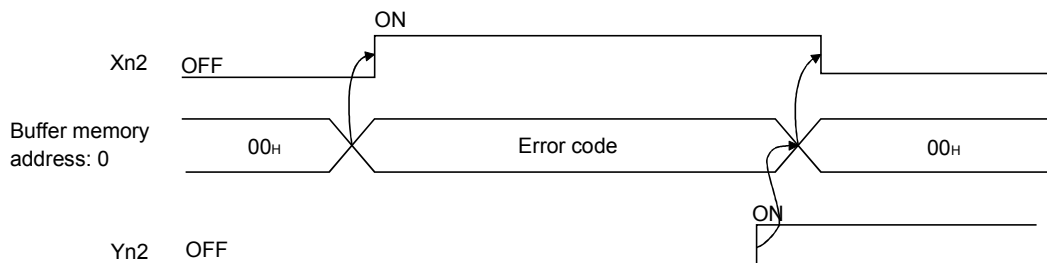 ON
Xn2
OFF
Buffer memory
address: 0
00H
Error code
00H
ON
Yn2
OFF